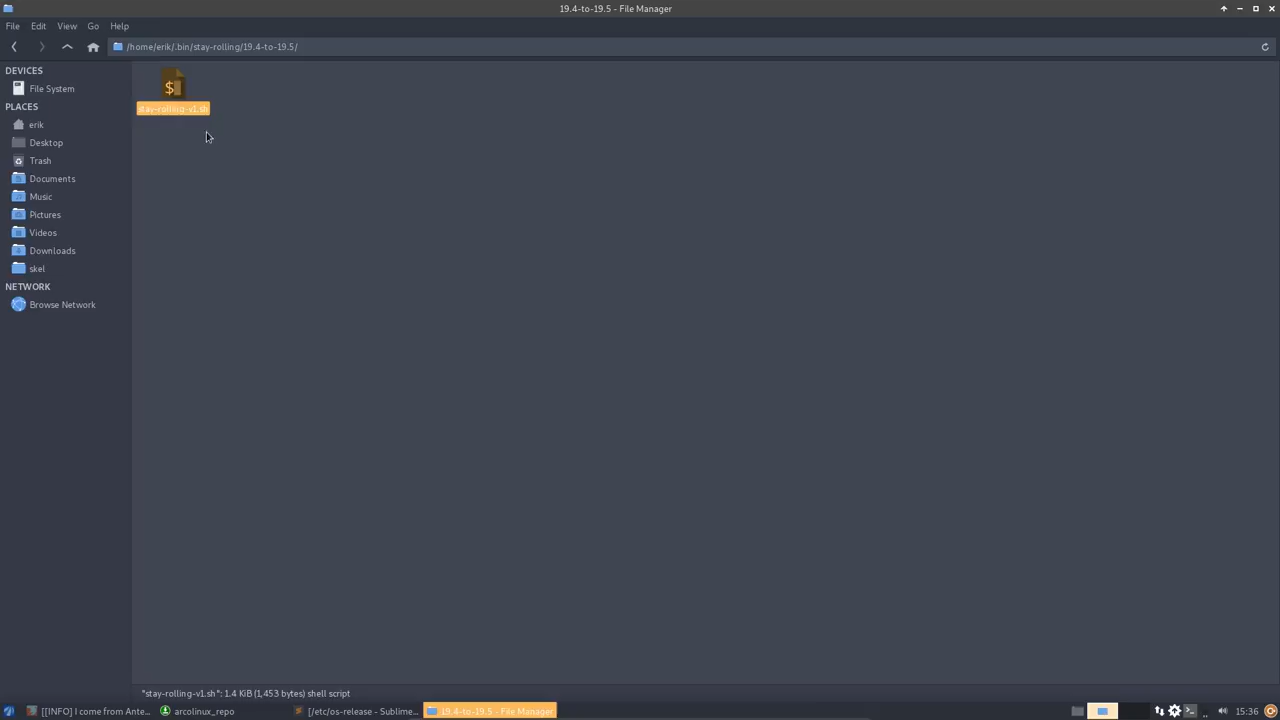 19.4-to-19.5 - File Manager
File Edit View Go Help
/home/erik/.bin/stay-rolling/19.4-to-19.5/
DEVICES
File System
PLACES
erik
Desktop
Trash
Documents
Music
Pictures
Videos
Downloads
skel
NETWORK
Browse Network
$
stay-rolling-v1.sh
"stay-rolling-v1.sh": 1.4 KiB (1,453 bytes) shell script
[[INFO] I come from Ante... arcolinux_repo [/etc/os-release - Sublime... 19.4-to-19.5 - File Manager 15:36